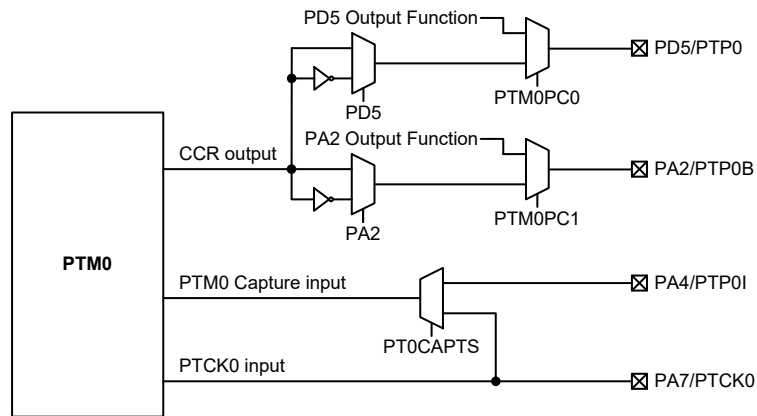 PD5 Output Function
PD5/PTP0
PD5
PTM0PC0
PA2 Output Function
CCR output
PA2/PTP0B
PA2
PTM0PC1
PTM0
PTM0 Capture input
PA4/PTP0I
PT0CAPTS
PTCK0 input
PA7/PTCK0